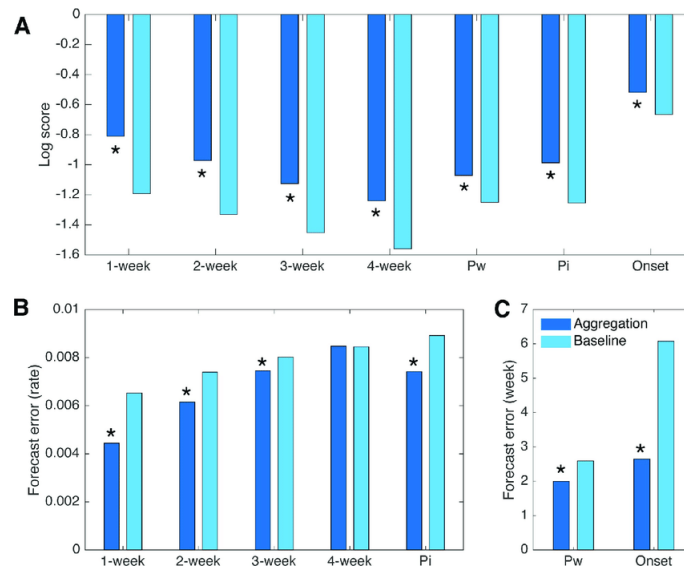 A
-0
-0.2
-0.4
-0.6
-0.8
-1
-1.2
-1.4
-1.6
Log score
* * * * * * *
1-week 2-week 3-week 4-week Pw Pi Onset
B
0.01
0.008
0.006
0.004
0.002
0
Forecast error (rate)
* * * *
1-week 2-week 3-week 4-week Pi
C
7
6
5
4
3
2
1
0
Forecast error (week)
Aggregation
Baseline
* *
Pw Onset